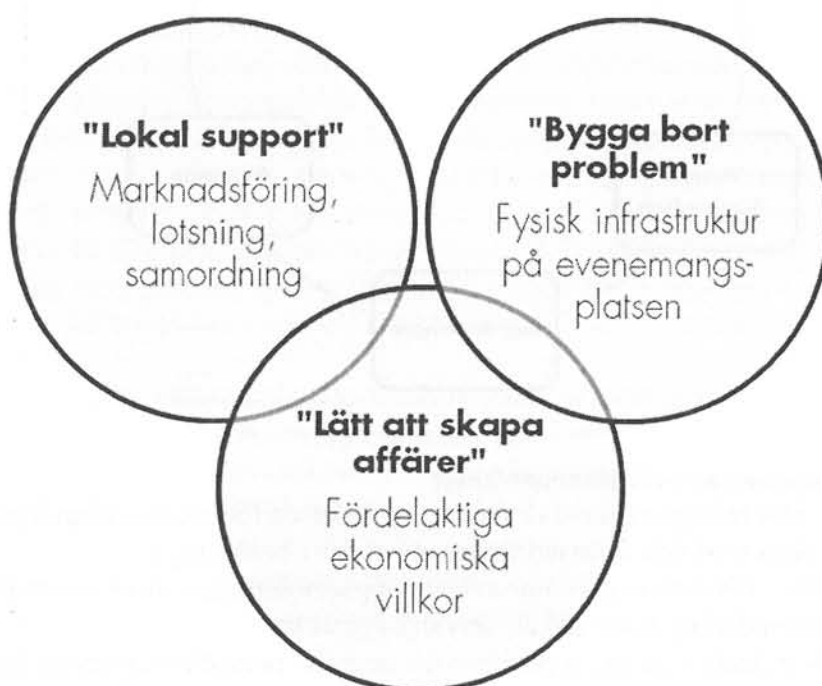 "Lokal support"
Marknadsföring,
lotsning,
samordning
"Bygga bort
problem"
Fysisk infrastruktur
på evenemangs-
platsen
"Lätt att skapa
affärer"
Fördelaktiga
ekonomiska
villkor